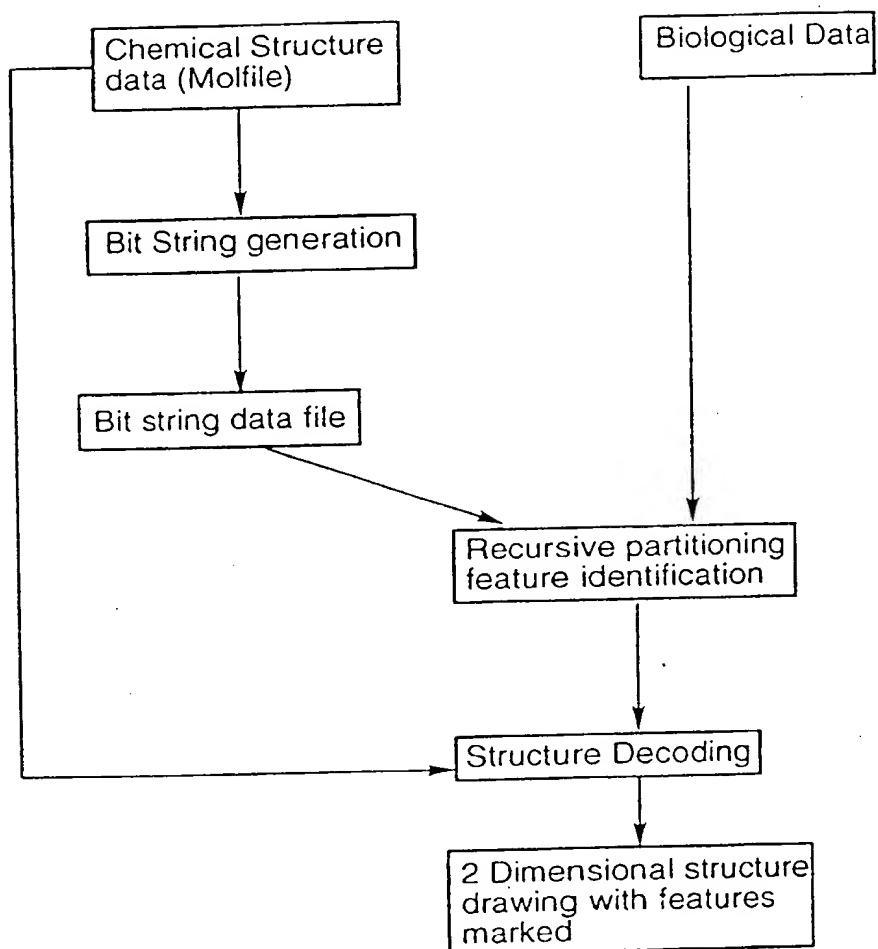 Chemical Structure
data (Molfile)
Biological Data
Bit String generation
Bit string data file
Recursive partitioning
feature identification
Structure Decoding
2 Dimensional structure
drawing with features
marked